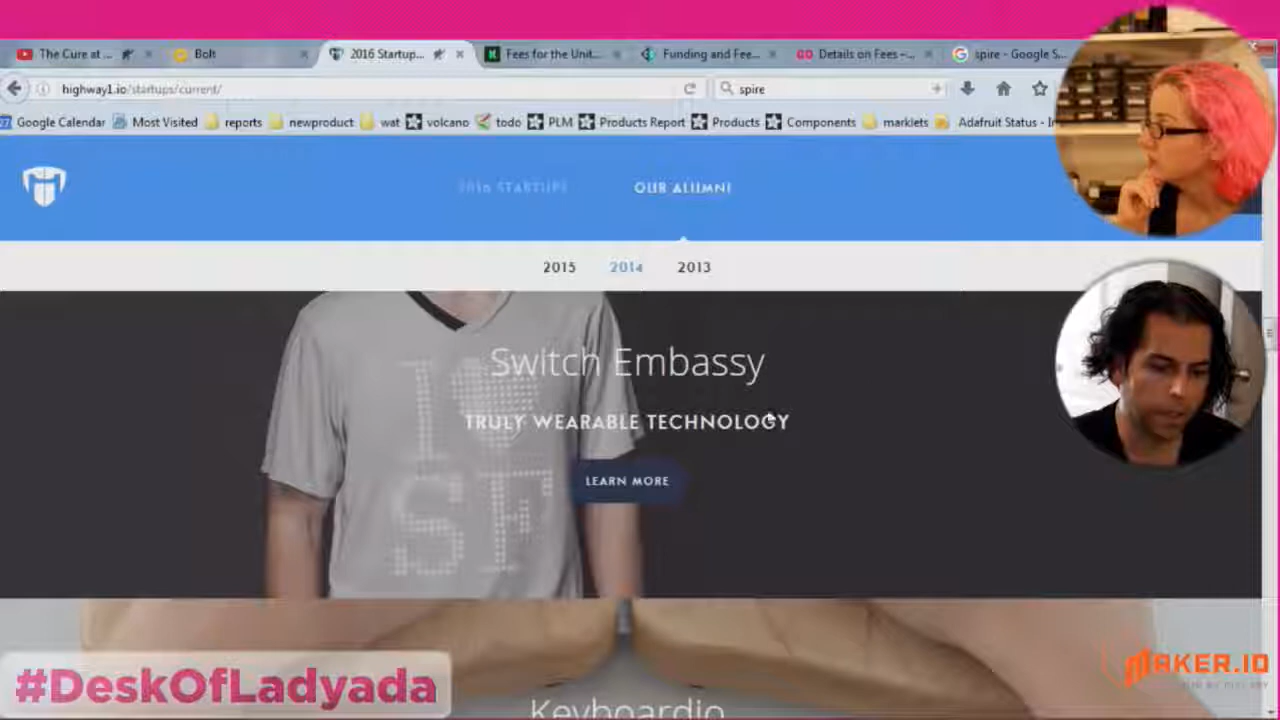 The Cure at ...
Bolt
2016 Startup...
Fees for the Unit...
Funding and Fee...
Details on Fees –...
spire - Google S...
highway1.io/startups/current/
spire
Google Calendar
Most Visited
reports
newproduct
wat
volcano
todo
PLM
Products Report
Products
Components
marklets
Adafruit Status - In
2016 STARTUPS
OUR ALUMNI
2015
2014
2013
I
SF
Switch Embassy
TRULY WEARABLE TECHNOLOGY
LEARN MORE
Keyboardio
#DeskOfLadyada
MAKER.IO